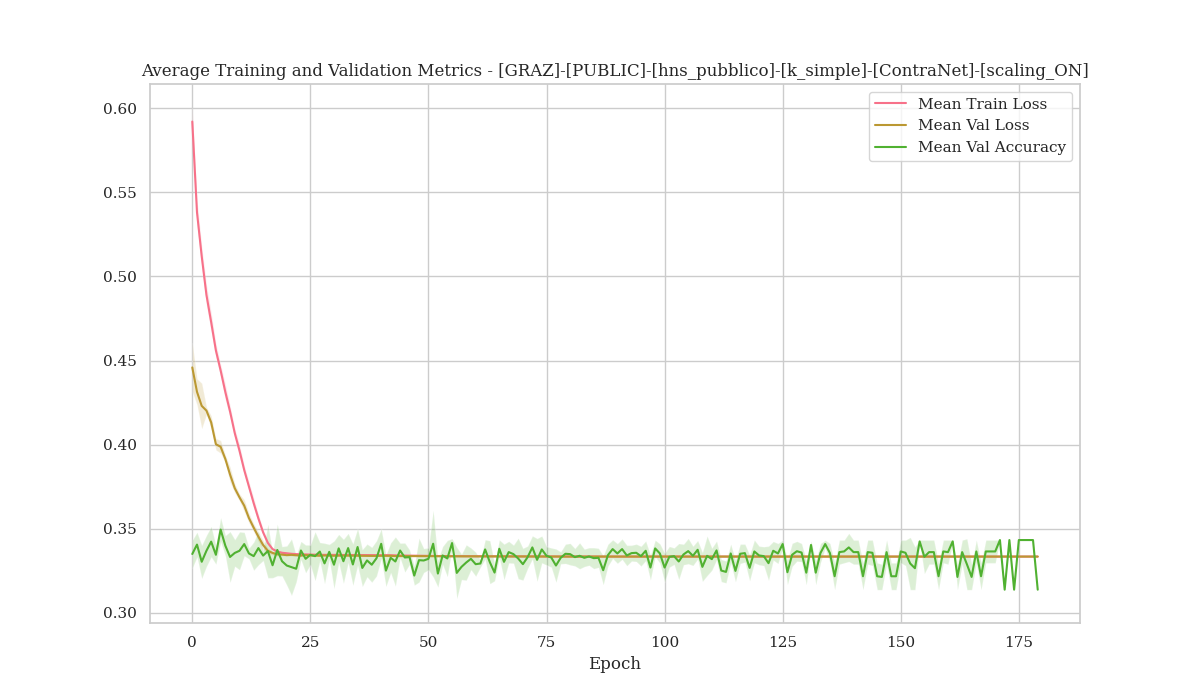 Average Training and Validation Metrics - [GRAZ]-[PUBLIC]-[hns_pubblico]-[k_simple]-[ContraNet]-[scaling_ON]
Mean Train Loss
Mean Val Loss
Mean Val Accuracy
0.60
0.55
0.50
0.45
0.40
0.35
0.30
0 25 50 75 100 125 150 175
Epoch